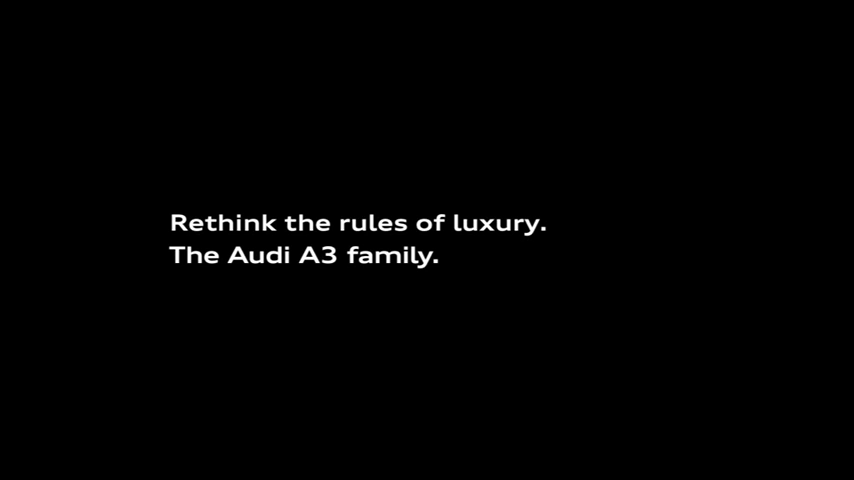 Rethink the rules of luxury.
The Audi A3 family.